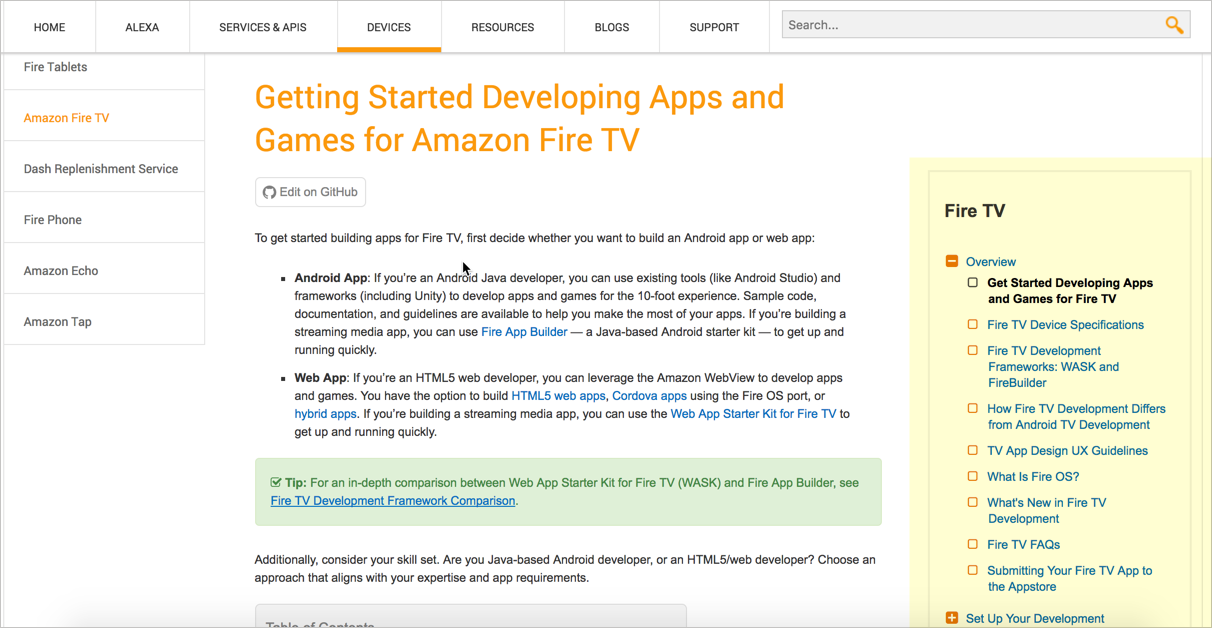 HOME ALEXA SERVICES & APIS DEVICES RESOURCES BLOGS SUPPORT Search...
Fire Tablets
Amazon Fire TV
Dash Replenishment Service
Fire Phone
Amazon Echo
Amazon Tap
Getting Started Developing Apps and
Games for Amazon Fire TV
Edit on GitHub
To get started building apps for Fire TV, first decide whether you want to build an Android app or web app:
Android App: If you're an Android Java developer, you can use existing tools (like Android Studio) and
frameworks (including Unity) to develop apps and games for the 10-foot experience. Sample code,
documentation, and guidelines are available to help you make the most of your apps. If you're building a
streaming media app, you can use Fire App Builder — a Java-based Android starter kit — to get up and
running quickly.
Web App: If you're an HTML5 web developer, you can leverage the Amazon WebView to develop apps
and games. You have the option to build HTML5 web apps, Cordova apps using the Fire OS port, or
hybrid apps. If you're building a streaming media app, you can use the Web App Starter Kit for Fire TV to
get up and running quickly.
Tip: For an in-depth comparison between Web App Starter Kit for Fire TV (WASK) and Fire App Builder, see
Fire TV Development Framework Comparison.
Additionally, consider your skill set. Are you Java-based Android developer, or an HTML5/web developer? Choose an
approach that aligns with your expertise and app requirements.
Table of Contents
Fire TV
Overview
Get Started Developing Apps
and Games for Fire TV
Fire TV Device Specifications
Fire TV Development
Frameworks: WASK and
FireBuilder
How Fire TV Development Differs
from Android TV Development
TV App Design UX Guidelines
What Is Fire OS?
What's New in Fire TV
Development
Fire TV FAQs
Submitting Your Fire TV App to
the Appstore
Set Up Your Development